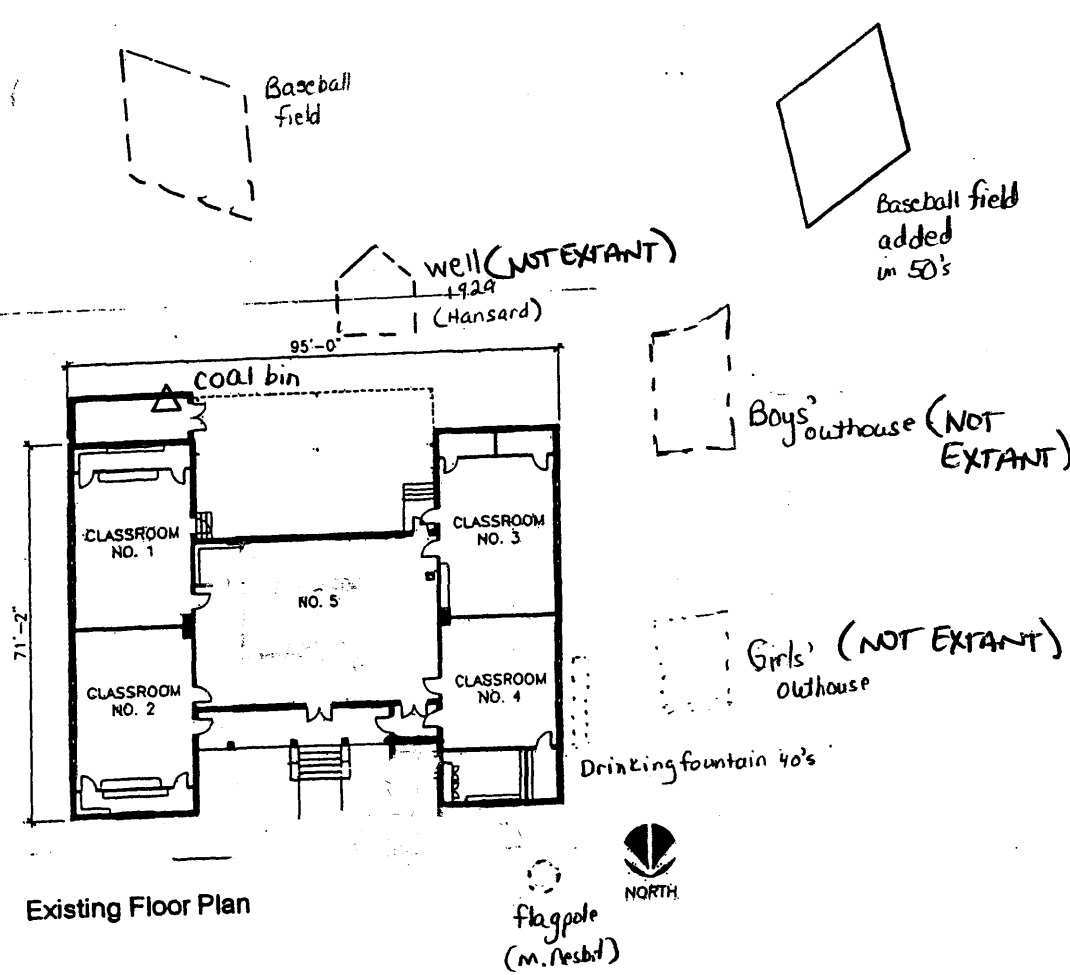 Baseball
field
Baseball field
added
in 50's
well (NOT EXTANT)
1929
(Hansard)
95'-0"
coal bin
Boys'
outhouse (NOT
EXTANT)
CLASSROOM
NO. 1
CLASSROOM
NO. 3
NO. 5
71'-2"
CLASSROOM
NO. 2
CLASSROOM
NO. 4
Girls' (NOT EXTANT)
outhouse
Drinking fountain 40's
NORTH
Existing Floor Plan
flagpole
(M. Nesbit)